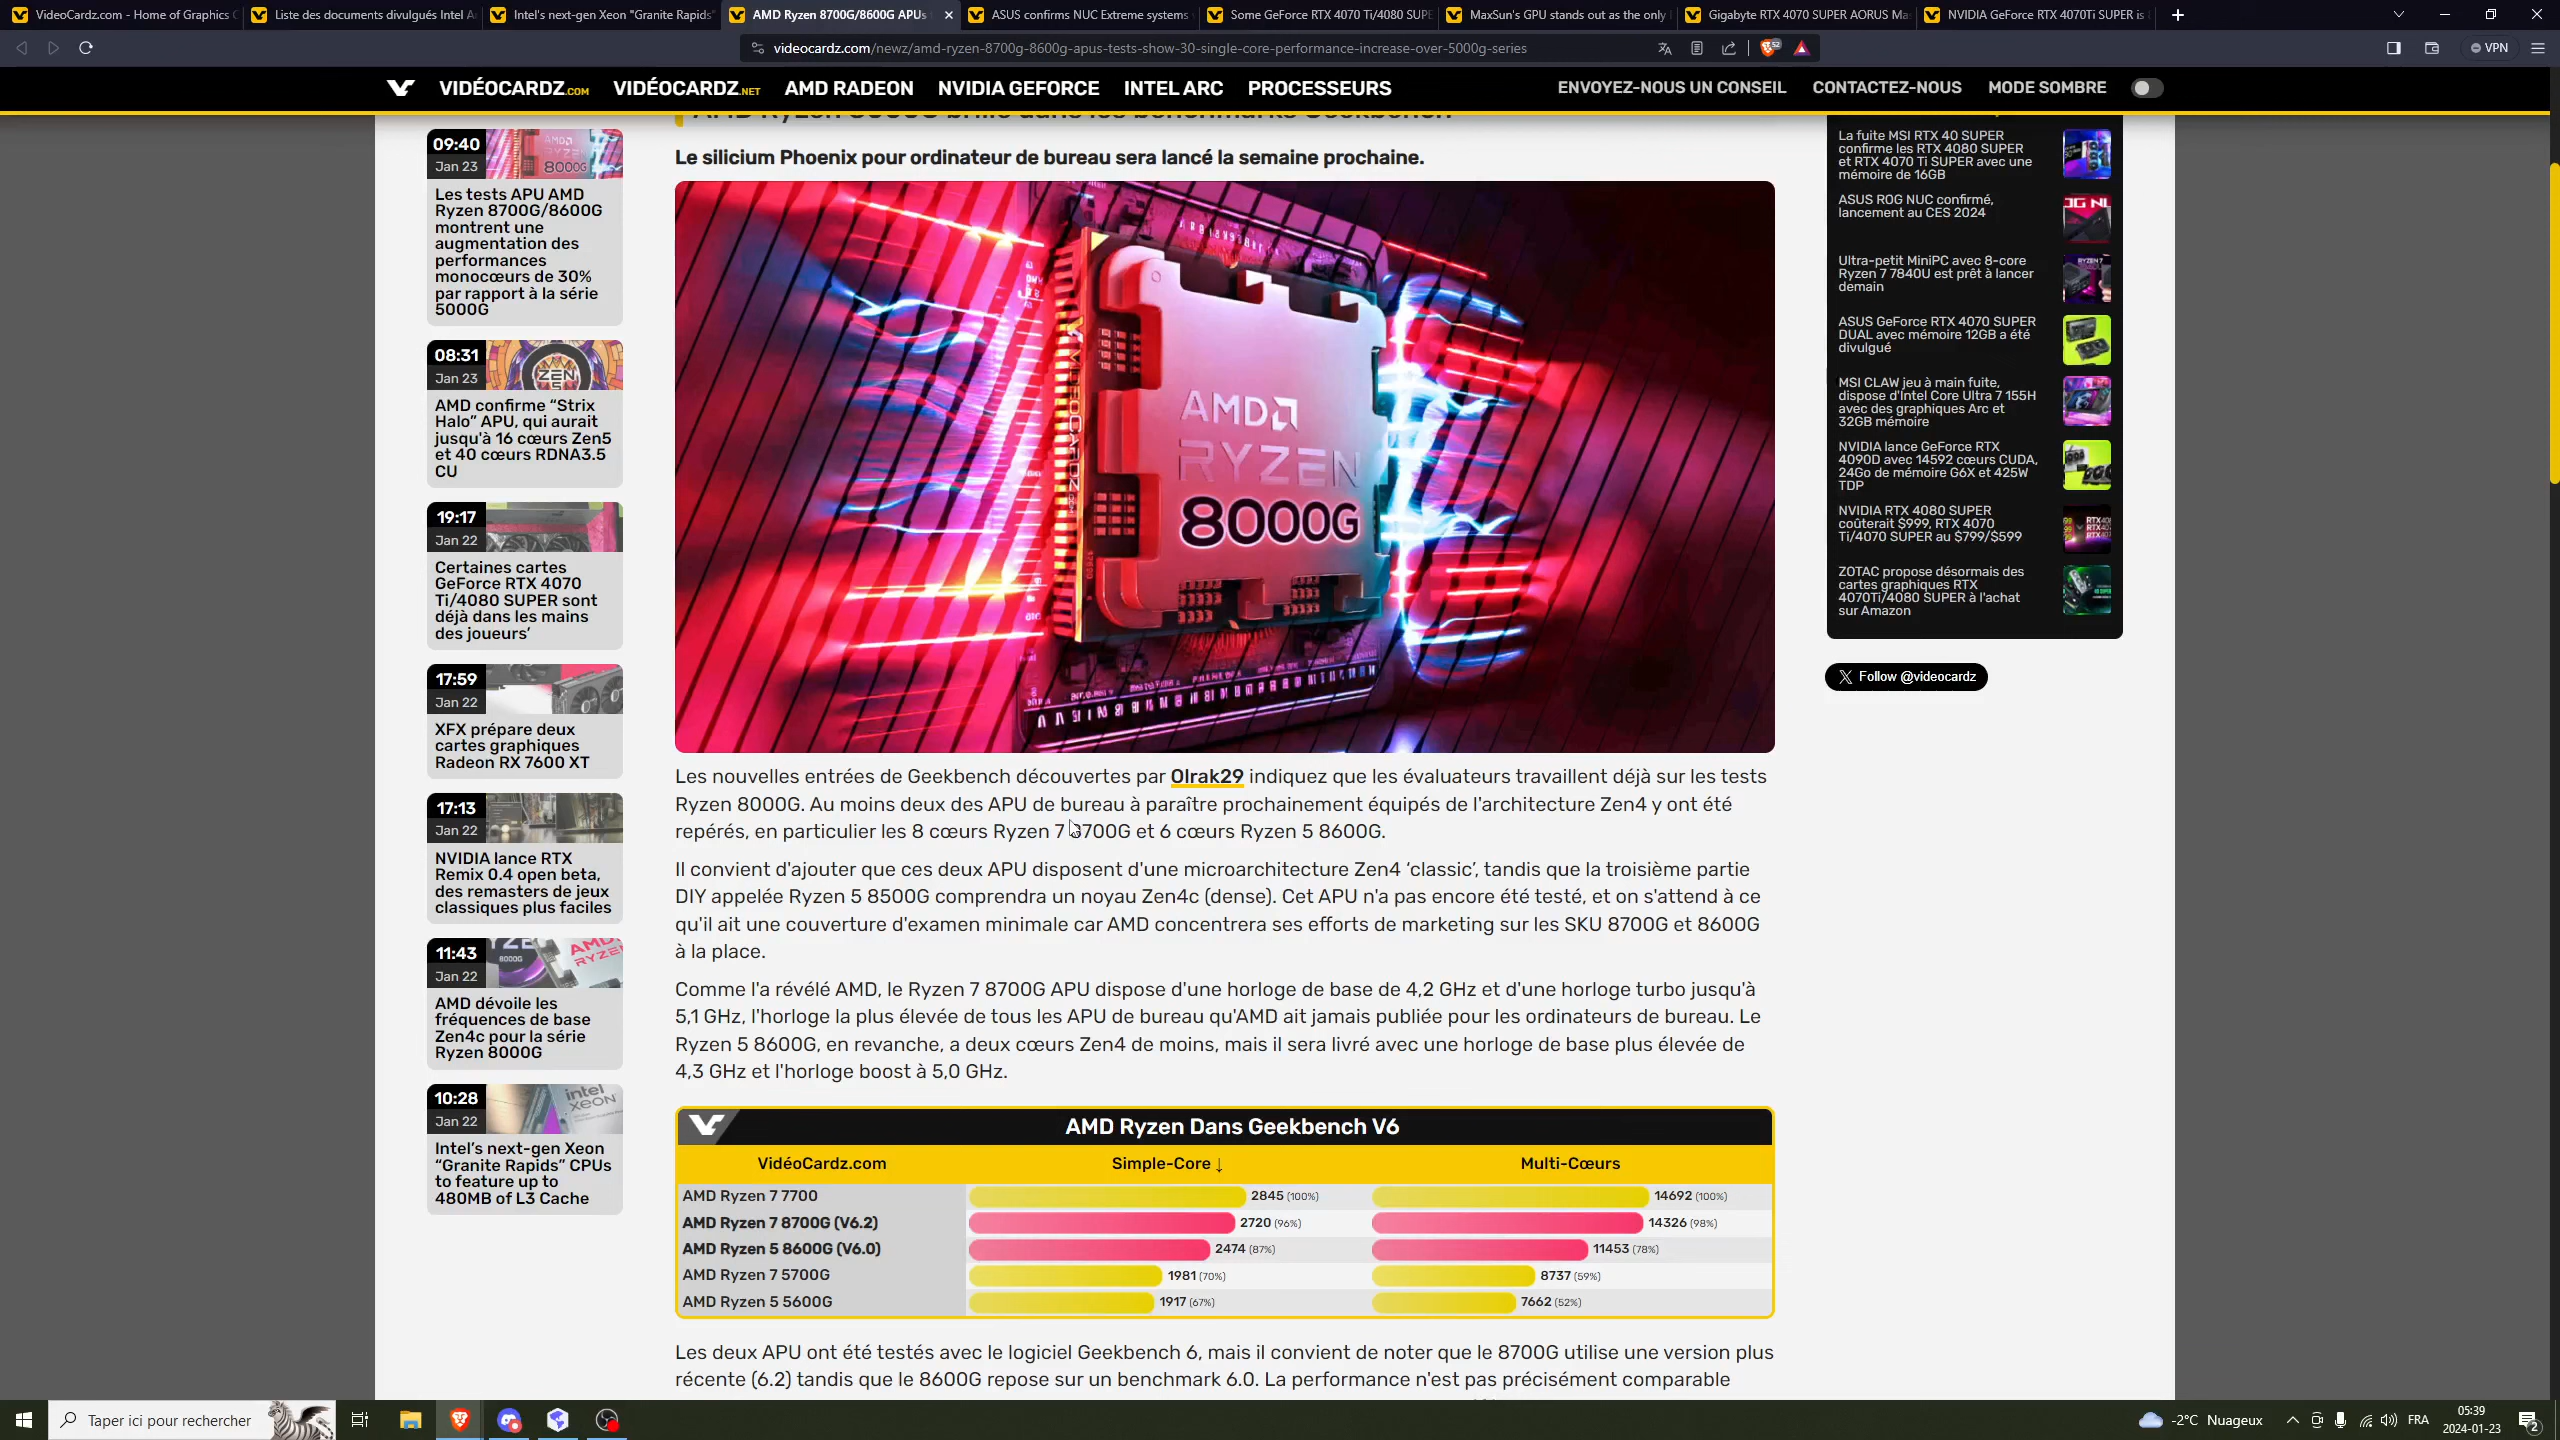 VideoCardz.com - Home of Graphics C
Liste des documents divulgués Intel A
Intel's next-gen Xeon "Granite Rapids"
AMD Ryzen 8700G/8600G APUs
ASUS confirms NUC Extreme systems
Some GeForce RTX 4070 Ti/4080 SUPE
MaxSun's GPU stands out as the only
Gigabyte RTX 4070 SUPER AORUS Ma
NVIDIA GeForce RTX 4070Ti SUPER is
videocardz.com/newz/amd-ryzen-8700g-8600g-apus-tests-show-30-single-core-performance-increase-over-5000g-series
52
VPN
VIDÉOCARDZ.COM
VIDÉOCARDZ.NET
AMD RADEON
NVIDIA GEFORCE
INTEL ARC
PROCESSEURS
ENVOYEZ-NOUS UN CONSEIL
CONTACTEZ-NOUS
MODE SOMBRE
09:40
Jan 23
Les tests APU AMD
Ryzen 8700G/8600G
montrent une
augmentation des
performances
monocœurs de 30%
par rapport à la série
5000G
08:31
Jan 23
ZEN
5
AMD confirme “Strix
Halo” APU, qui aurait
jusqu'à 16 cœurs Zen5
et 40 cœurs RDNA3.5
CU
19:17
Jan 22
Certaines cartes
GeForce RTX 4070
Ti/4080 SUPER sont
déjà dans les mains
des joueurs’
17:59
Jan 22
XFX prépare deux
cartes graphiques
Radeon RX 7600 XT
17:13
Jan 22
NVIDIA lance RTX
Remix 0.4 open beta,
des remasters de jeux
classiques plus faciles
11:43
Jan 22
AMD dévoile les
fréquences de base
Zen4c pour la série
Ryzen 8000G
10:28
Jan 22
intel
XEON
Intel’s next-gen Xeon
“Granite Rapids” CPUs
to feature up to
480MB of L3 Cache
AMD Ryzen 8000G brille dans les benchmarks Geekbench
Le silicium Phoenix pour ordinateur de bureau sera lancé la semaine prochaine.
VIDEOCARDZ.COM
AMD
RYZEN
8000G
Les nouvelles entrées de Geekbench découvertes par Olrak29 indiquez que les évaluateurs travaillent déjà sur les tests
Ryzen 8000G. Au moins deux des APU de bureau à paraître prochainement équipés de l'architecture Zen4 y ont été
repérés, en particulier les 8 cœurs Ryzen 7 8700G et 6 cœurs Ryzen 5 8600G.
Il convient d'ajouter que ces deux APU disposent d'une microarchitecture Zen4 ‘classic’, tandis que la troisième partie
DIY appelée Ryzen 5 8500G comprendra un noyau Zen4c (dense). Cet APU n'a pas encore été testé, et on s'attend à ce
qu'il ait une couverture d'examen minimale car AMD concentrera ses efforts de marketing sur les SKU 8700G et 8600G
à la place.
Comme l'a révélé AMD, le Ryzen 7 8700G APU dispose d'une horloge de base de 4,2 GHz et d'une horloge turbo jusqu'à
5,1 GHz, l'horloge la plus élevée de tous les APU de bureau qu'AMD ait jamais publiée pour les ordinateurs de bureau. Le
Ryzen 5 8600G, en revanche, a deux cœurs Zen4 de moins, mais il sera livré avec une horloge de base plus élevée de
4,3 GHz et l'horloge boost à 5,0 GHz.
AMD Ryzen Dans Geekbench V6
VidéoCardz.com Simple-Core ↓ Multi-Cœurs
AMD Ryzen 7 7700 2845 (100%) 14692 (100%)
AMD Ryzen 7 8700G (V6.2) 2720 (96%) 14326 (98%)
AMD Ryzen 5 8600G (V6.0) 2474 (87%) 11453 (78%)
AMD Ryzen 7 5700G 1981 (70%) 8737 (59%)
AMD Ryzen 5 5600G 1917 (67%) 7662 (52%)
Les deux APU ont été testés avec le logiciel Geekbench 6, mais il convient de noter que le 8700G utilise une version plus
récente (6.2) tandis que le 8600G repose sur un benchmark 6.0. La performance n'est pas précisément comparable
La fuite MSI RTX 40 SUPER
confirme les RTX 4080 SUPER
et RTX 4070 Ti SUPER avec une
mémoire de 16GB
ASUS ROG NUC confirmé,
lancement au CES 2024
Ultra-petit MiniPC avec 8-core
Ryzen 7 7840U est prêt à lancer
demain
ASUS GeForce RTX 4070 SUPER
DUAL avec mémoire 12GB a été
divulgué
MSI CLAW jeu à main fuite,
dispose d'Intel Core Ultra 7 155H
avec des graphiques Arc et
32GB mémoire
NVIDIA lance GeForce RTX
4090D avec 14592 cœurs CUDA,
24Go de mémoire G6X et 425W
TDP
NVIDIA RTX 4080 SUPER
coûterait $999, RTX 4070
Ti/4070 SUPER au $799/$599
ZOTAC propose désormais des
cartes graphiques RTX
4070Ti/4080 SUPER à l'achat
sur Amazon
Follow @videocardz
Taper ici pour rechercher
-2°C Nuageux
FRA
05:39
2024-01-23
2